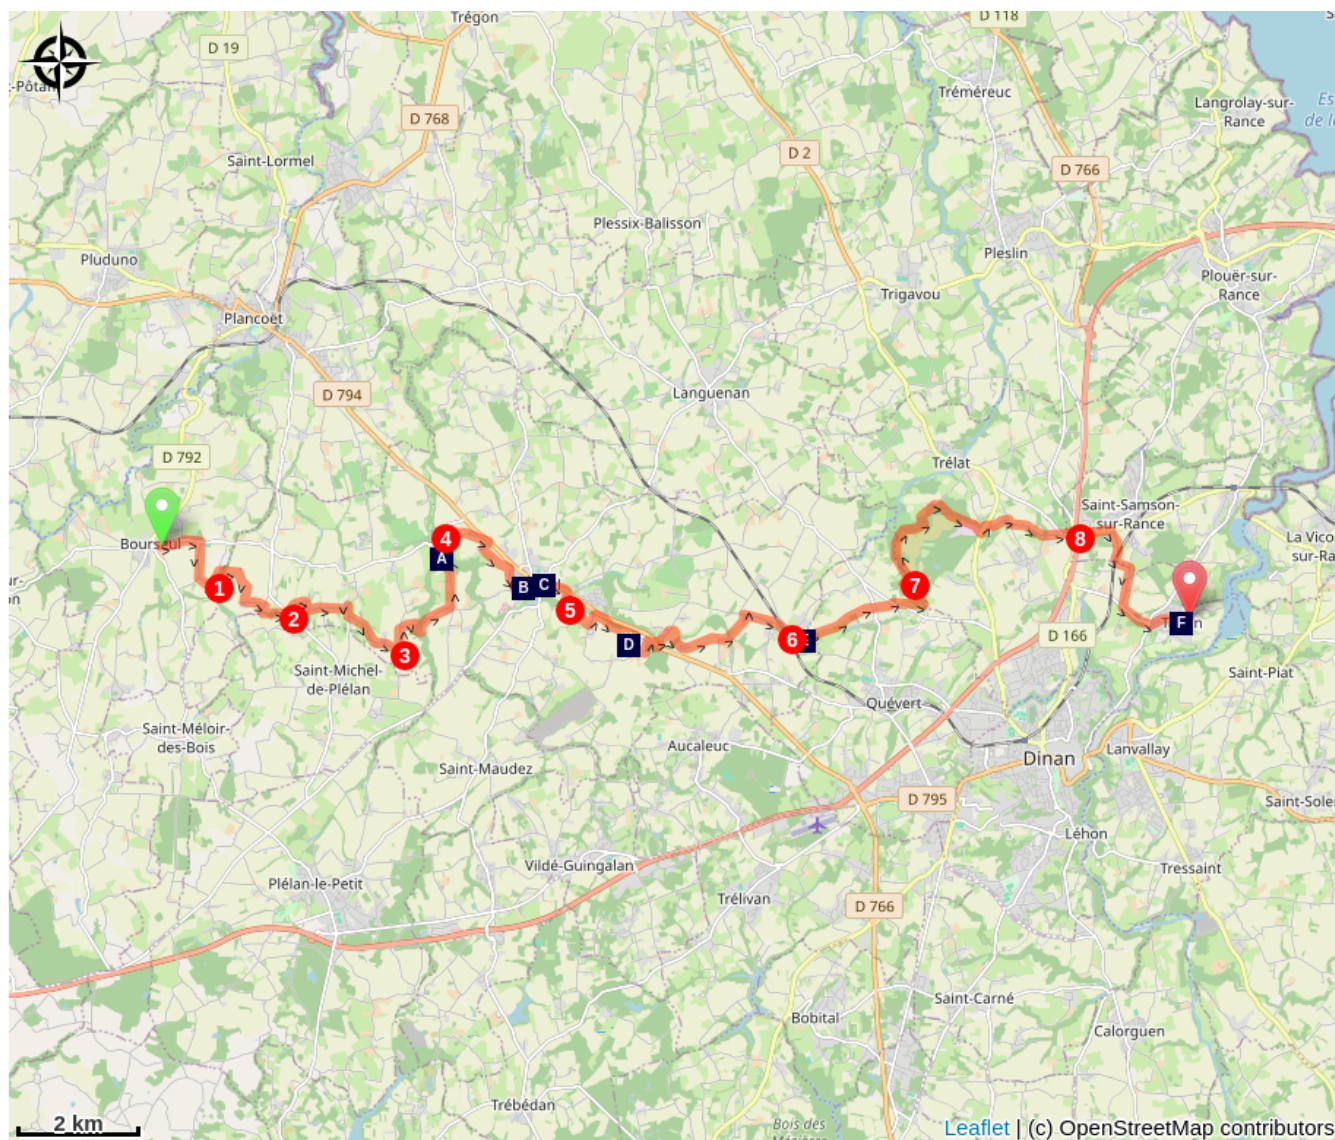 Trégon
D 118
D 19
Tréméreuc
Langrolay-sur-
Rance
D 768
D 2
Saint-Lormel
D 766
Plessix-Balisson
Pleslin
Pluduno
Plouër-sur-
Rance
Trigavou
Plancoët
D 794
Languenan
D 792
Trélat
Saint-Samson-
sur-Rance
4
8
A
1
B
C
7
5
2
F
6
D
D 166
3
Saint-Michel-
de-Plélan
Saint-Piat
Quévert
Saint-Méloir-
des-Bois
Aucaleuc
Lanvallay
Dinan
Saint-Maudez
D 795
Léhon
Vildé-Guingalan
Tressaint
Plélan-le-Petit
Trélivan
D 766
Saint-Carné
Bobital
Calorguen
Trébédan
2 km
Bois des
Leaflet | (c) OpenStreetMap contributors